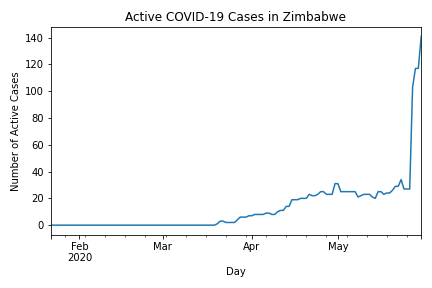 Active COVID-19 Cases in Zimbabwe
140
120
100
80
60
40
20
0
Number of Active Cases
Feb
2020
Mar
Apr
May
Day